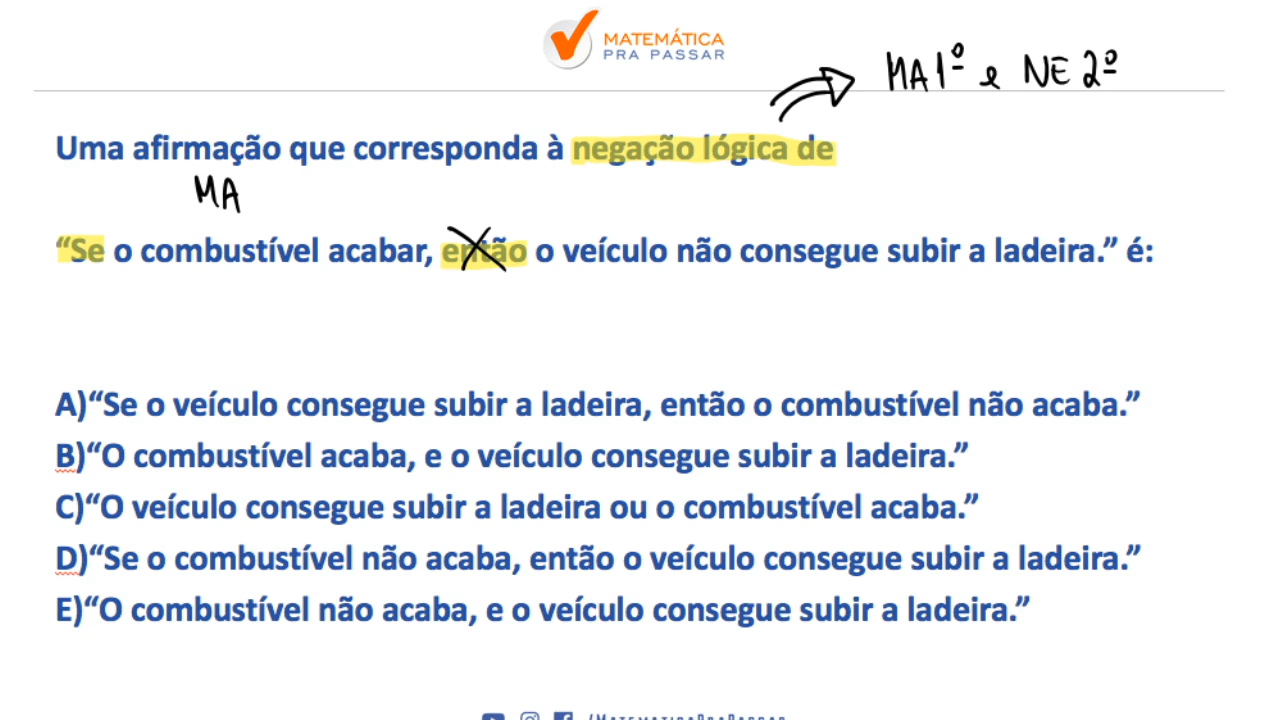 MATEMÁTICA
PRA PASSAR
MA 1º e NE 2º
Uma afirmação que corresponda à negação lógica de
MA
“Se o combustível acabar, então o veículo não consegue subir a ladeira.” é:
A)“Se o veículo consegue subir a ladeira, então o combustível não acaba.”
B)“O combustível acaba, e o veículo consegue subir a ladeira.”
C)“O veículo consegue subir a ladeira ou o combustível acaba.”
D)“Se o combustível não acaba, então o veículo consegue subir a ladeira.”
E)“O combustível não acaba, e o veículo consegue subir a ladeira.”
/MatematicaPraPassar